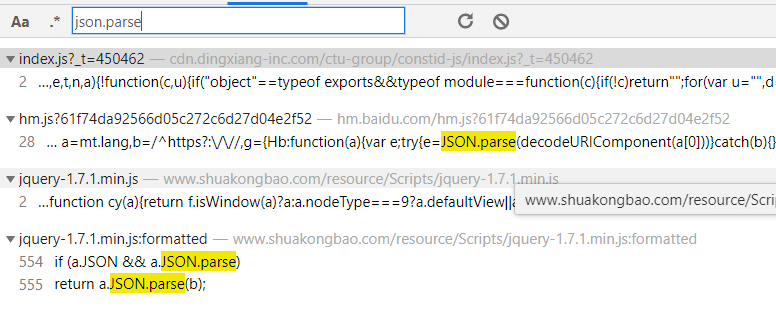 Aa .* json.parse
index.js?_t=450462 — cdn.dingxiang-inc.com/ctu-group/constid-js/index.js?_t=450462
2 ...,e,t,n,a){!function(c,u){if("object"==typeof exports&&typeof module===function(c){if(!c)return"";for(var u="",d=
hm.js?61f74da92566d05c272c6d27d04e2f52 — hm.baidu.com/hm.js?61f74da92566d05c272c6d27d04e2f52
28 ... a=mt.lang,b=/^https?:\/\//,g={Hb:function(a){var e;try{e=JSON.parse(decodeURIComponent(a[0]))}catch(b){}
jquery-1.7.1.min.js — www.shuakongbao.com/resource/Scripts/jquery-1.7.1.min.js
2 ...function cy(a){return f.isWindow(a)?a:a.nodeType===9?a.defaultView||a
www.shuakongbao.com/resource/Scri
jquery-1.7.1.min.js:formatted — www.shuakongbao.com/resource/Scripts/jquery-1.7.1.min.js:formatted
554 if (a.JSON && a.JSON.parse)
555 return a.JSON.parse(b);